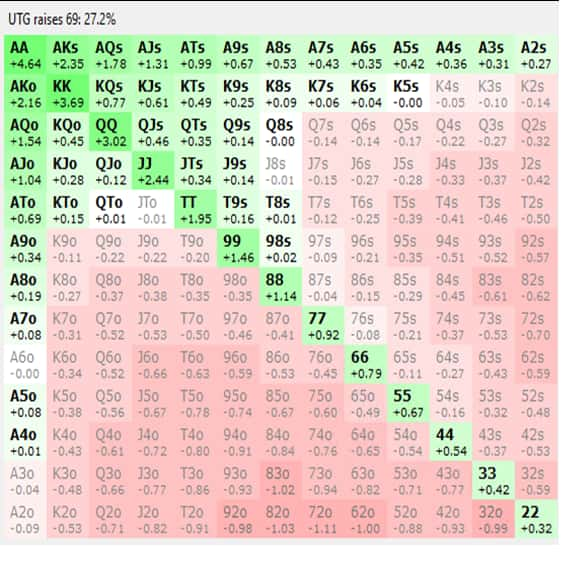 UTG raises 69: 27.2%
AA AKs AQs AJs ATs A9s A8s A7s A6s A5s A4s A3s A2s
+4.64 +2.35 +1.78 +1.31 +0.99 +0.67 +0.53 +0.43 +0.35 +0.42 +0.36 +0.31 +0.27
AKo KK KQs KJs KTs K9s K8s K7s K6s K5s K4s K3s K2s
+2.16 +3.69 +0.77 +0.61 +0.49 +0.25 +0.09 +0.06 +0.04 -0.00 -0.05 -0.10 -0.14
AQo KQo QQ QJs QTs Q9s Q8s Q7s Q6s Q5s Q4s Q3s Q2s
+1.54 +0.45 +3.02 +0.46 +0.35 +0.14 -0.00 -0.14 -0.14 -0.17 -0.22 -0.27 -0.32
AJo KJo QJo JJ JTs J9s J8s J7s J6s J5s J4s J3s J2s
+1.04 +0.28 +0.12 +2.44 +0.34 +0.14 -0.01 -0.15 -0.27 -0.28 -0.33 -0.37 -0.42
ATo KTo QTo JTo TT T9s T8s T7s T6s T5s T4s T3s T2s
+0.69 +0.15 +0.01 -0.01 +1.95 +0.16 +0.01 -0.12 -0.25 -0.39 -0.41 -0.46 -0.50
A9o K9o Q9o J9o T9o 99 98s 97s 96s 95s 94s 93s 92s
+0.34 -0.11 -0.22 -0.22 -0.20 +1.46 +0.02 -0.09 -0.21 -0.35 -0.51 -0.52 -0.57
A8o K8o Q8o J8o T8o 98o 88 87s 86s 85s 84s 83s 82s
+0.19 -0.27 -0.37 -0.38 -0.35 -0.35 +1.14 -0.04 -0.15 -0.29 -0.45 -0.61 -0.62
A7o K7o Q7o J7o T7o 97o 87o 77 76s 75s 74s 73s 72s
+0.08 -0.31 -0.52 -0.53 -0.50 -0.46 -0.41 +0.92 -0.08 -0.21 -0.37 -0.53 -0.70
A6o K6o Q6o J6o T6o 96o 86o 76o 66 65s 64s 63s 62s
-0.00 -0.34 -0.52 -0.66 -0.63 -0.59 -0.53 -0.45 +0.79 -0.11 -0.27 -0.43 -0.59
A5o K5o Q5o J5o T5o 95o 85o 75o 65o 55 54s 53s 52s
+0.08 -0.38 -0.56 -0.67 -0.78 -0.74 -0.67 -0.60 -0.49 +0.67 -0.16 -0.32 -0.48
A4o K4o Q4o J4o T4o 94o 84o 74o 64o 54o 44 43s 42s
+0.01 -0.43 -0.61 -0.72 -0.80 -0.91 -0.84 -0.76 -0.65 -0.54 +0.54 -0.37 -0.53
A3o K3o Q3o J3o T3o 93o 83o 73o 63o 53o 43o 33 32s
-0.04 -0.48 -0.66 -0.77 -0.86 -0.93 -1.02 -0.94 -0.82 -0.71 -0.77 +0.42 -0.59
A2o K2o Q2o J2o T2o 92o 82o 72o 62o 52o 42o 32o 22
-0.09 -0.53 -0.71 -0.82 -0.91 -0.98 -1.03 -1.11 -1.00 -0.88 -0.93 -0.99 +0.32